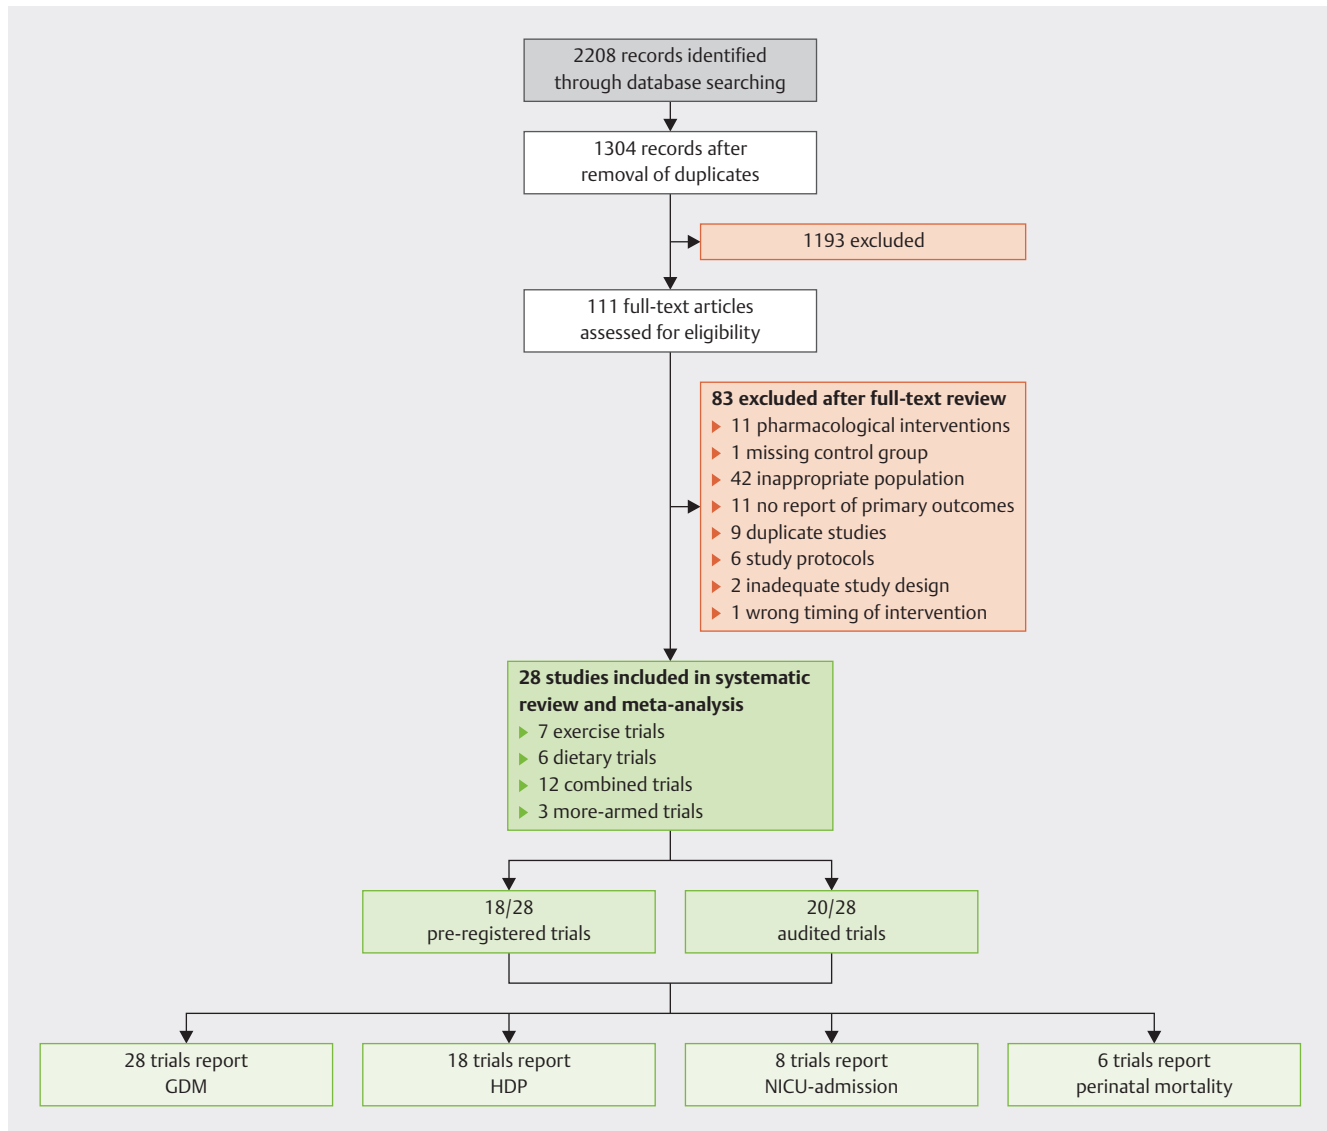 2208 records identified
through database searching
1304 records after
removal of duplicates
1193 excluded
111 full-text articles
assessed for eligibility
83 excluded after full-text review
11 pharmacological interventions
1 missing control group
42 inappropriate population
11 no report of primary outcomes
9 duplicate studies
6 study protocols
2 inadequate study design
1 wrong timing of intervention
28 studies included in systematic
review and meta-analysis
7 exercise trials
6 dietary trials
12 combined trials
3 more-armed trials
18/28
pre-registered trials
20/28
audited trials
28 trials report
GDM
18 trials report
HDP
8 trials report
NICU-admission
6 trials report
perinatal mortality